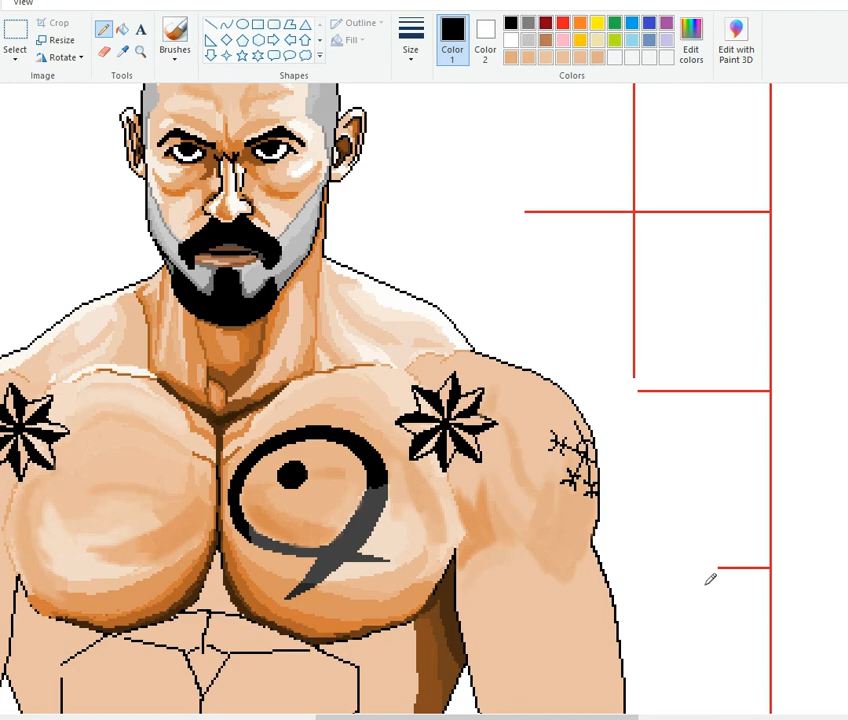 View
Crop
Resize
Rotate
Select
Image
A
Tools
Brushes
Outline
Fill
Shapes
Size
Color
1
Color
2
Edit
colors
Edit with
Paint 3D
Colors